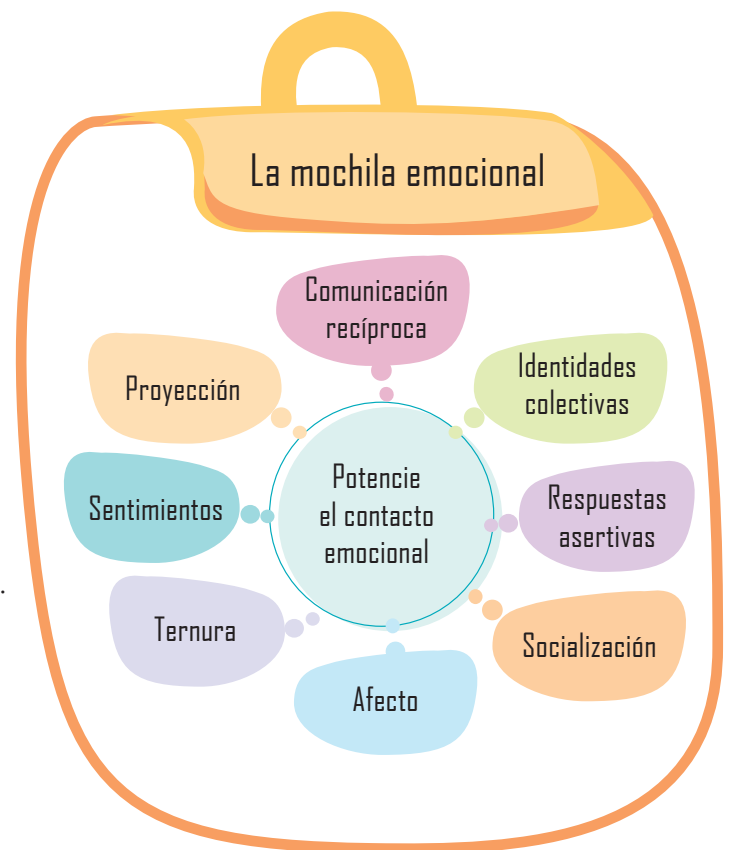 La mochila emocional
Comunicación
recíproca
Identidades
colectivas
Respuestas
asertivas
Socialización
Afecto
Ternura
Sentimientos
Proyección
Potencie
el contacto
emocional
.